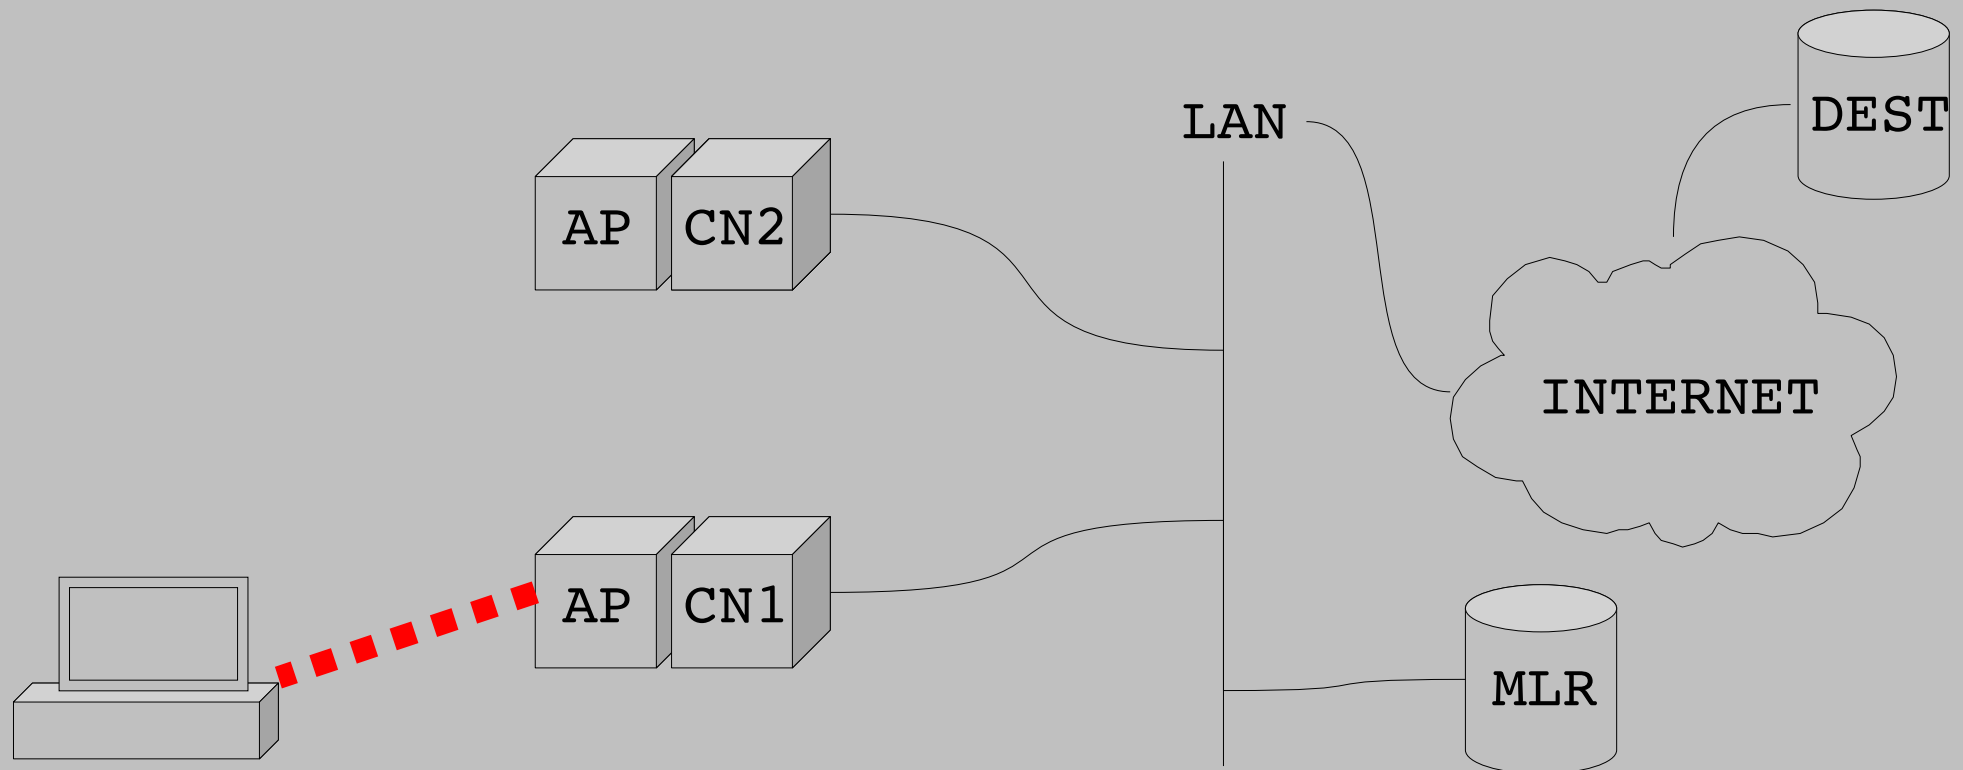 DEST
LAN
AP CN2
INTERNET
AP CN1
MLR